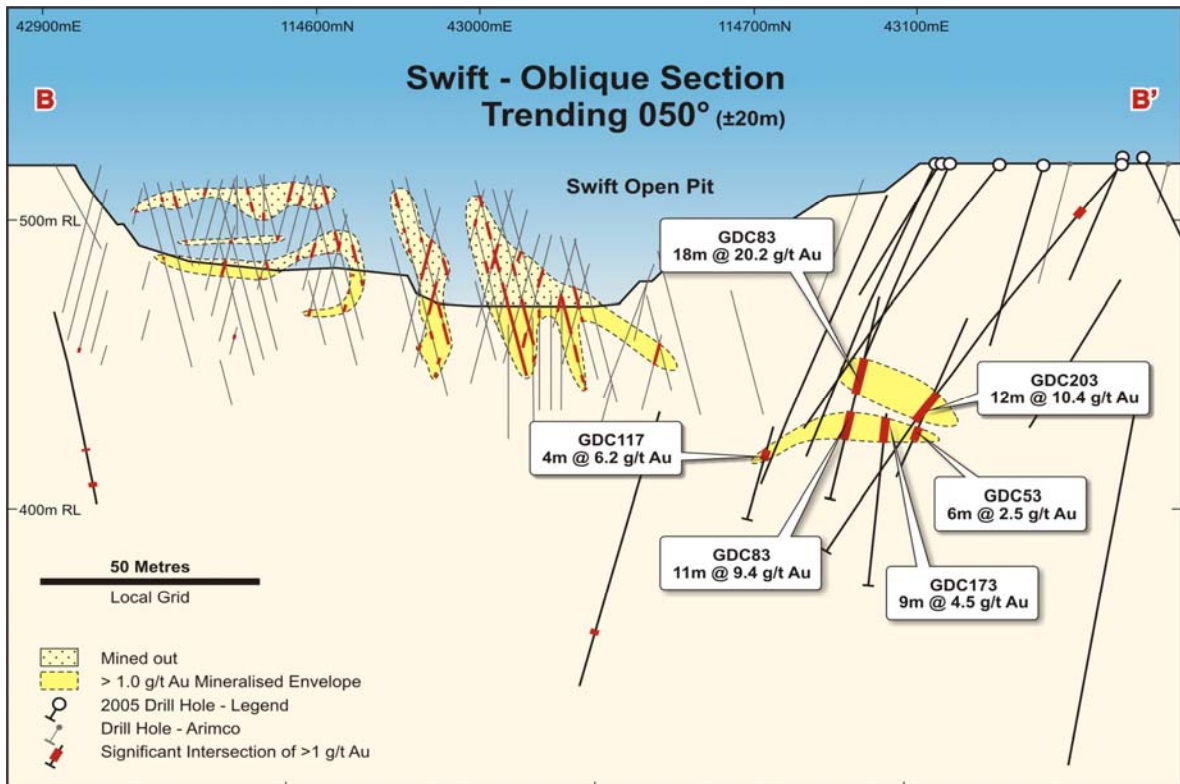 42900mE
114600mN
43000mE
114700mN
43100mE
Swift - Oblique Section
Trending 050° (±20m)
B
B'
Swift Open Pit
500m RL
GDC83
18m @ 20.2 g/t Au
GDC203
12m @ 10.4 g/t Au
GDC117
4m @ 6.2 g/t Au
GDC53
6m @ 2.5 g/t Au
400m RL
GDC83
11m @ 9.4 g/t Au
GDC173
9m @ 4.5 g/t Au
50 Metres
Local Grid
Mined out
> 1.0 g/t Au Mineralised Envelope
2005 Drill Hole - Legend
Drill Hole - Arimco
Significant Intersection of >1 g/t Au